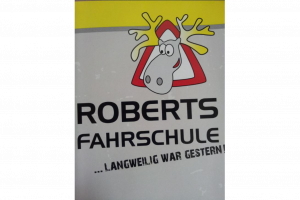 ROBERTS
FAHRSCHULE
...LANGWEILIG WAR GESTERN!